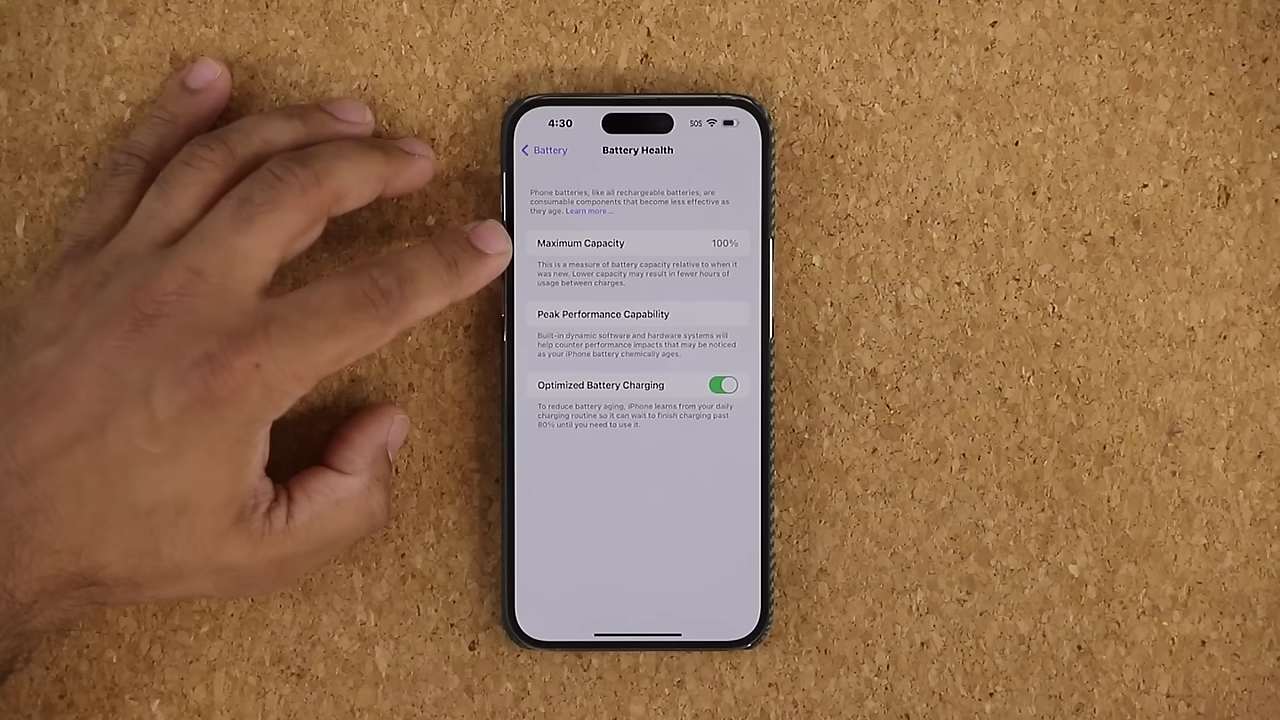 4:30 SOS
Battery Battery Health
Phone batteries, like all rechargeable batteries, are
consumable components that become less effective as
they age. Learn more...
Maximum Capacity 100%
This is a measure of battery capacity relative to when it
was new. Lower capacity may result in fewer hours of
usage between charges.
Peak Performance Capability
Built-in dynamic software and hardware systems will
help counter performance impacts that may be noticed
as your iPhone battery chemically ages.
Optimized Battery Charging
To reduce battery aging, iPhone learns from your daily
charging routine so it can wait to finish charging past
80% until you need to use it.